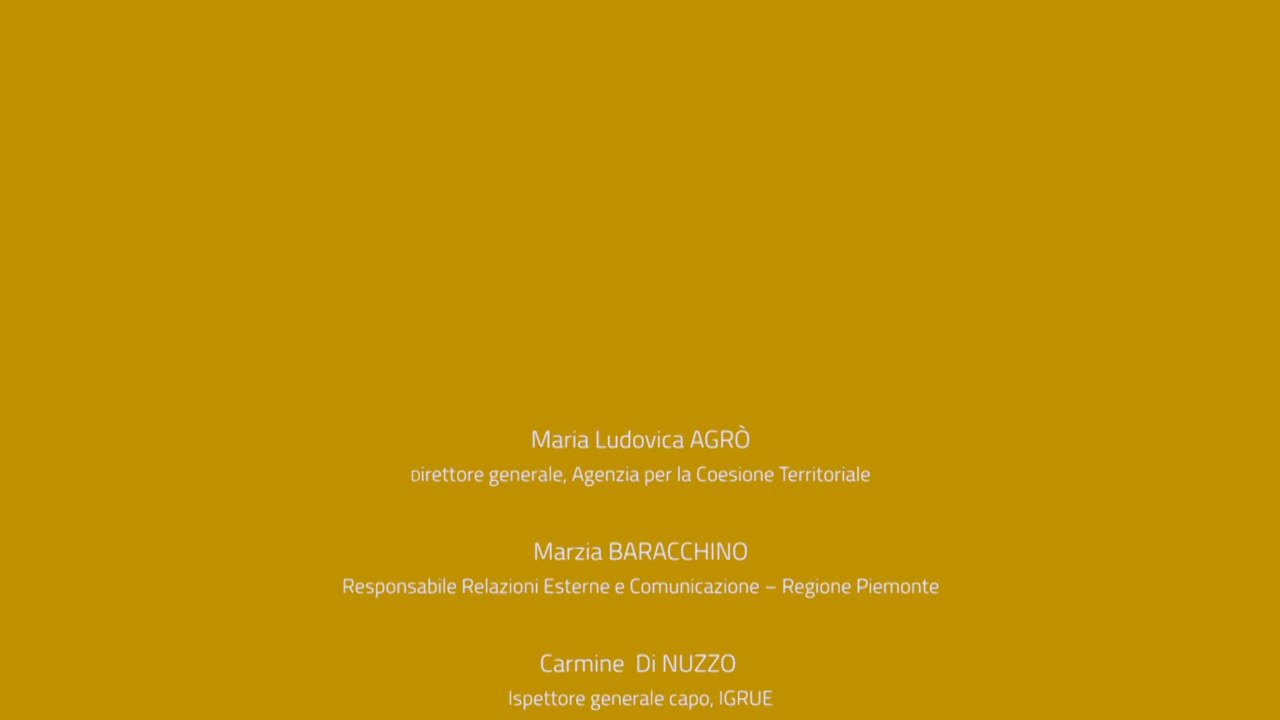 Maria Ludovica AGRÒ
Direttore generale, Agenzia per la Coesione Territoriale
Marzia BARACCHINO
Responsabile Relazioni Esterne e Comunicazione – Regione Piemonte
Carmine Di NUZZO
Ispettore generale capo, IGRUE